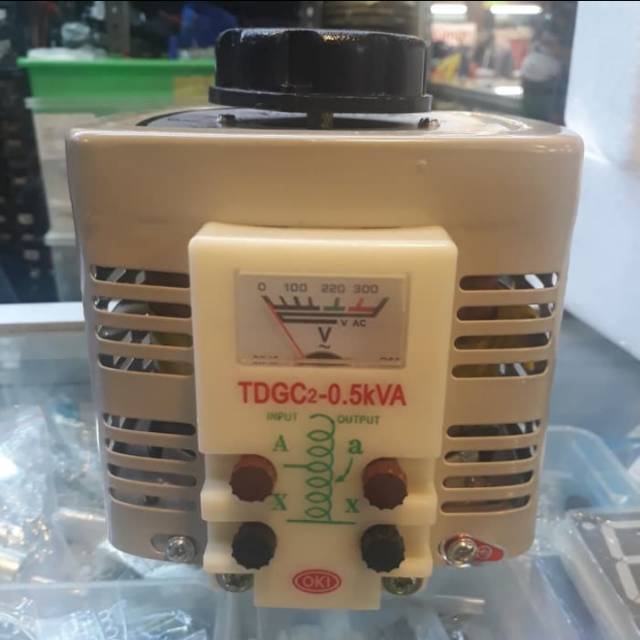 0 100 220 300
V AC
V
TDGC2-0.5kVA
INPUT OUTPUT
A a
X x
OKI